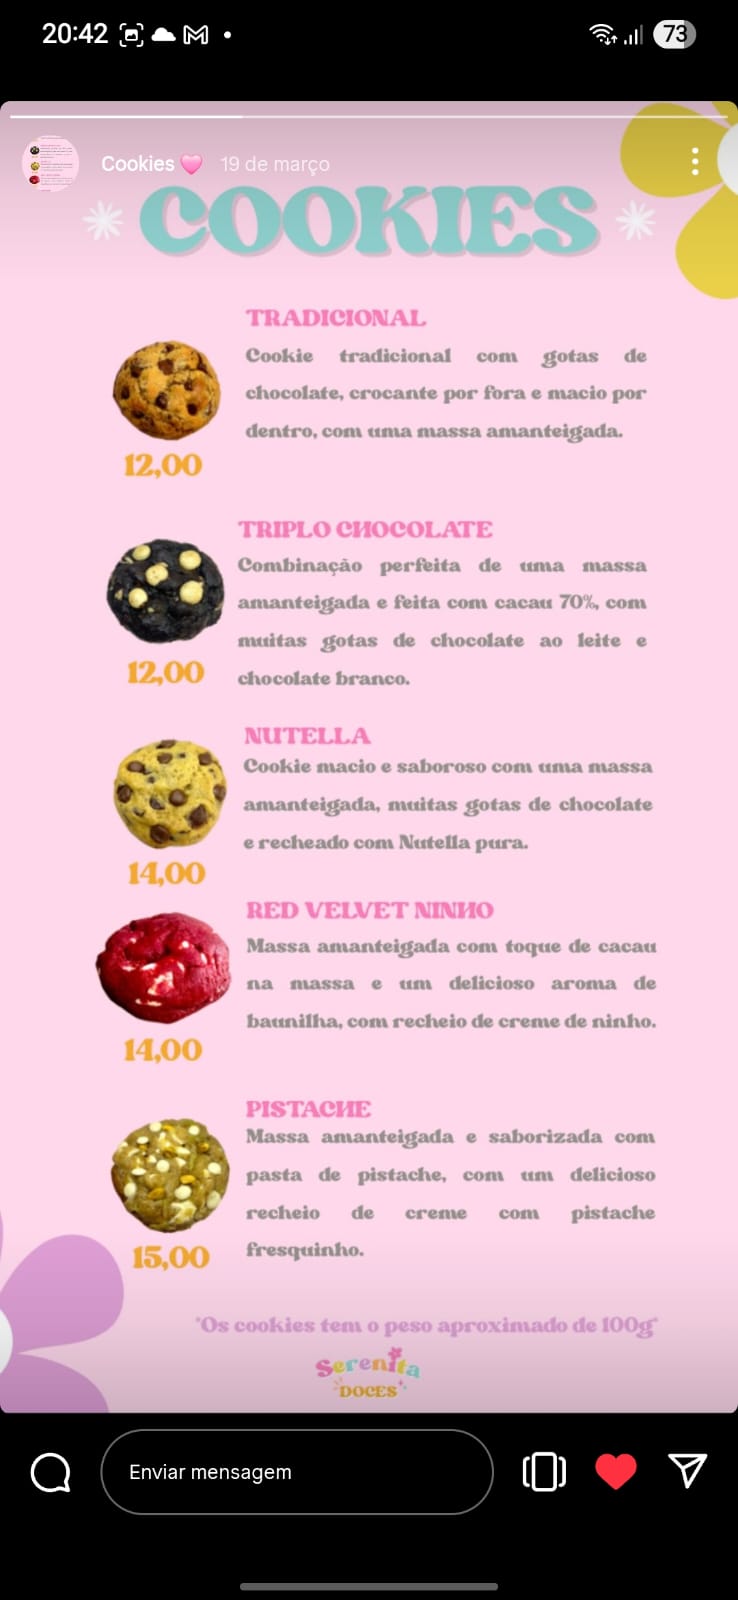 20:42
73
Cookies 🩷 19 de março
COOKIES
TRADICIONAL
Cookie tradicional com gotas de
chocolate, crocante por fora e macio por
dentro, com uma massa amanteigada.
12,00
TRIPLO CHOCOLATE
Combinação perfeita de uma massa
amanteigada e feita com cacau 70%, com
muitas gotas de chocolate ao leite e
chocolate branco.
12,00
NUTELLA
Cookie macio e saboroso com uma massa
amanteigada, muitas gotas de chocolate
e recheado com Nutella pura.
14,00
RED VELVET NINHO
Massa amanteigada com toque de cacau
na massa e um delicioso aroma de
baunilha, com recheio de creme de ninho.
14,00
PISTACHE
Massa amanteigada e saborizada com
pasta de pistache, com um delicioso
recheio de creme com pistache
fresquinho.
15,00
*Os cookies tem o peso aproximado de 100g*
Serenita
DOCES
Enviar mensagem